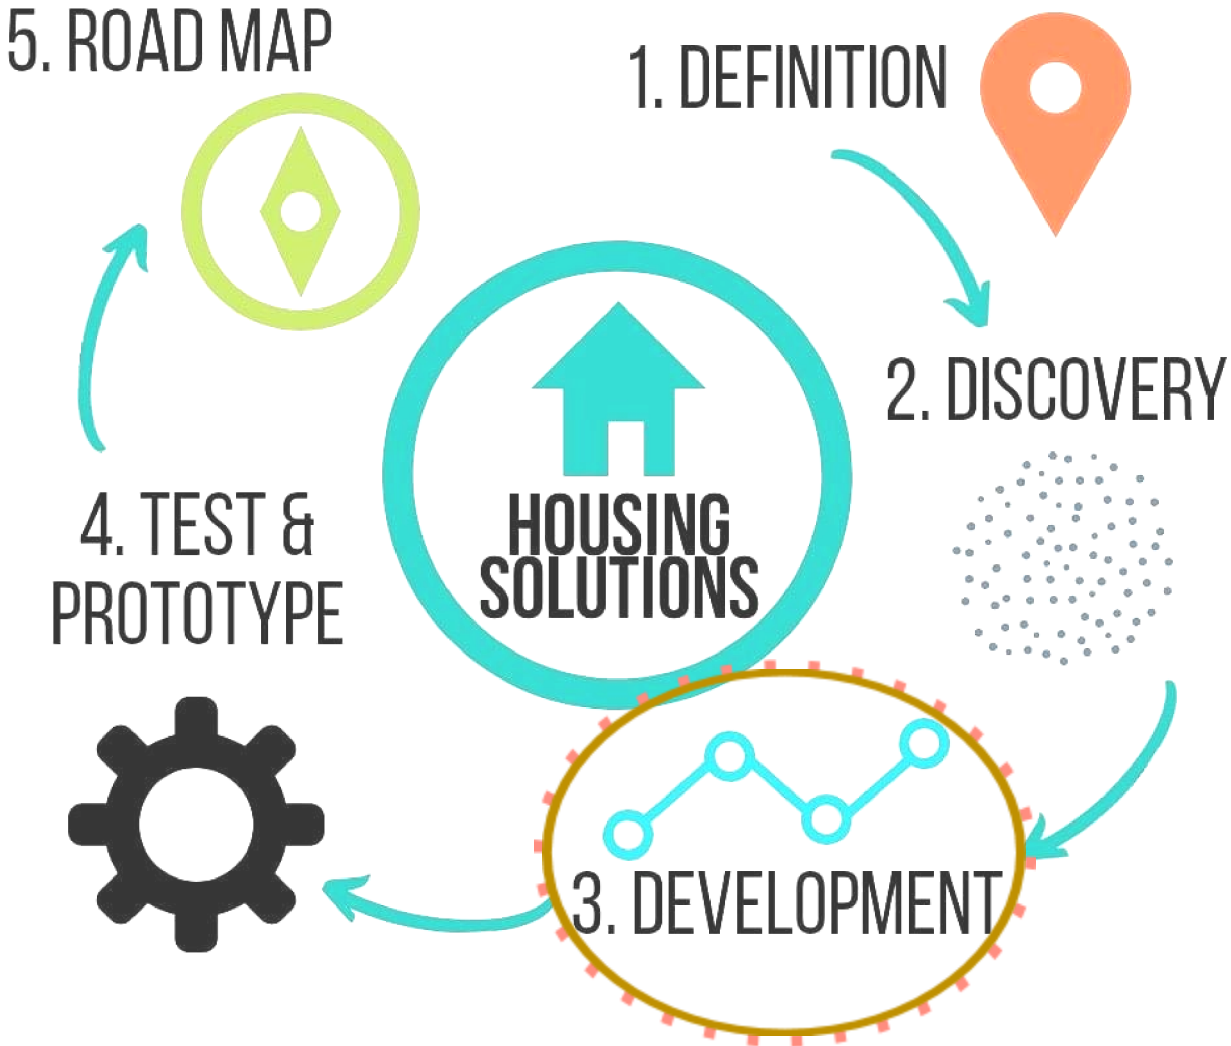 5. ROAD MAP
1. DEFINITION
2. DISCOVERY
HOUSING
SOLUTIONS
4. TEST &
PROTOTYPE
3. DEVELOPMENT